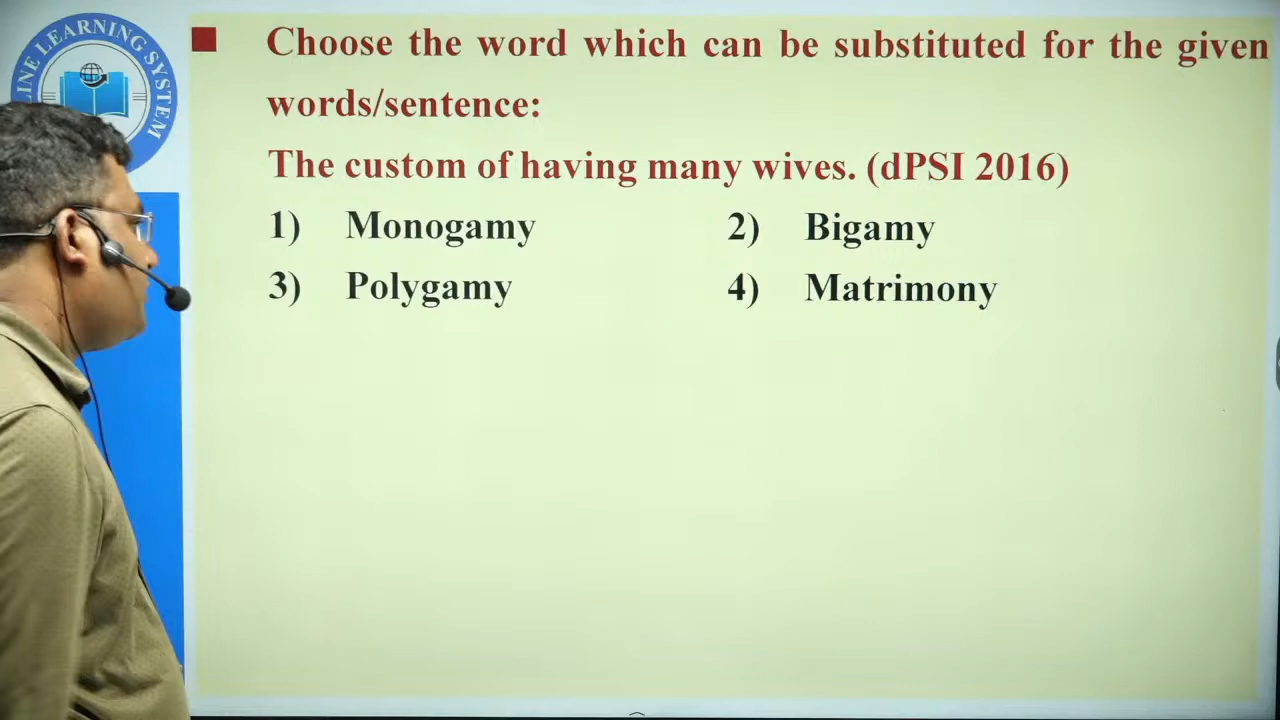 LINE LEARNING SYSTEM
Choose the word which can be substituted for the given
words/sentence:
The custom of having many wives. (dPSI 2016)
1) Monogamy 2) Bigamy
3) Polygamy 4) Matrimony